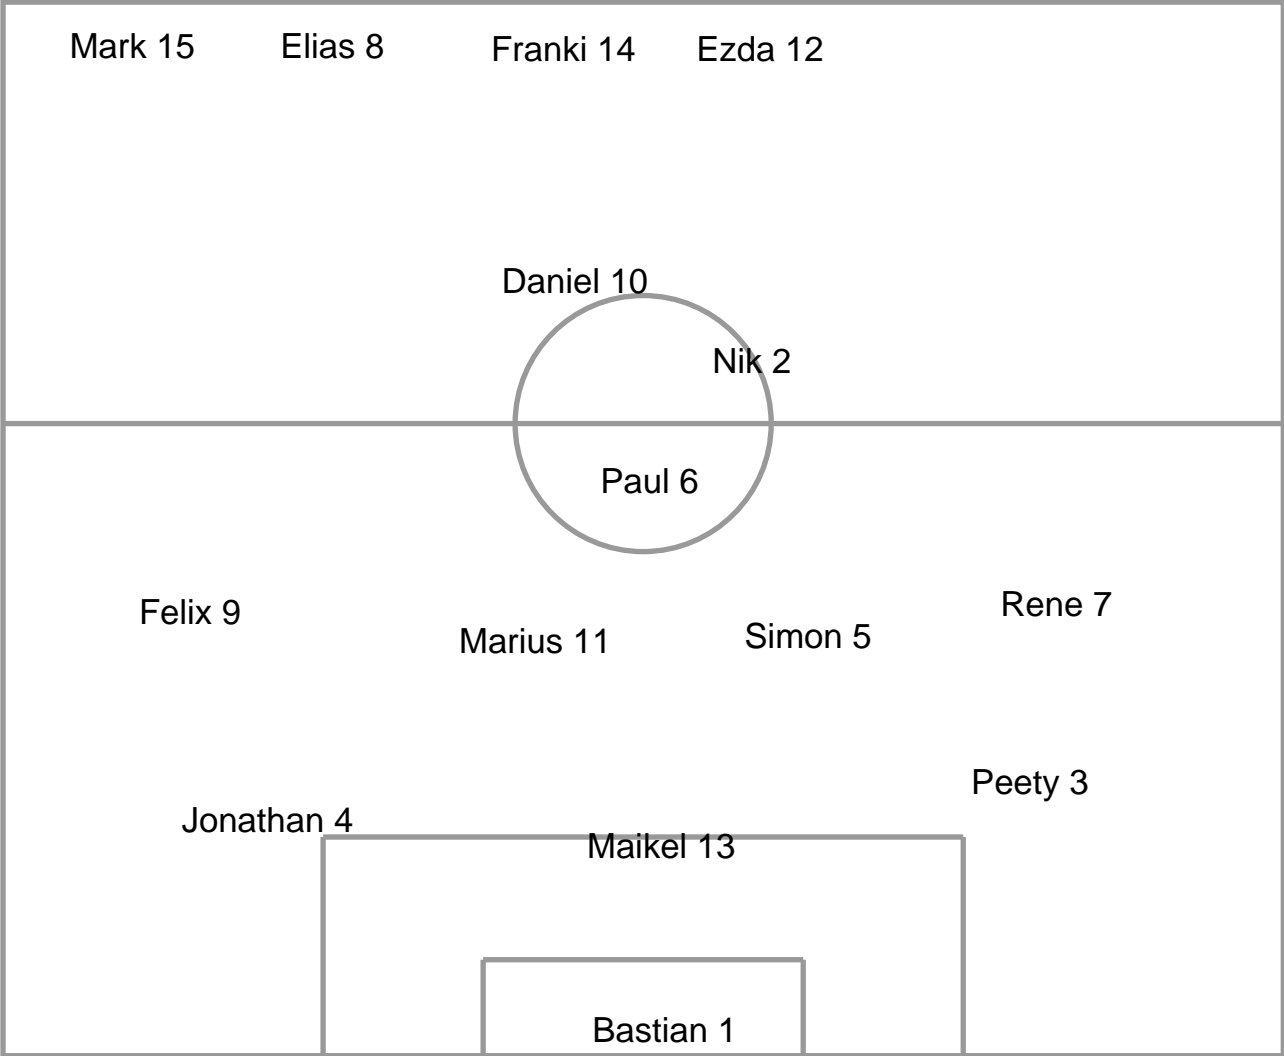 Mark 15
Elias 8
Franki 14
Ezda 12
Daniel 10
Nik 2
Paul 6
Felix 9
Marius 11
Simon 5
Rene 7
Jonathan 4
Maikel 13
Peety 3
Bastian 1